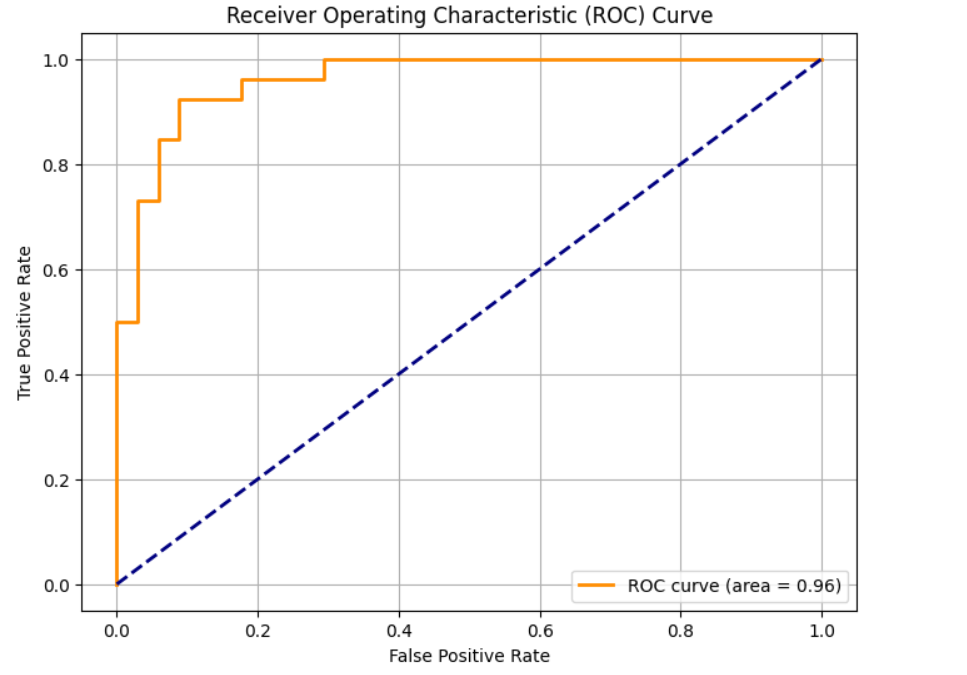 Receiver Operating Characteristic (ROC) Curve
True Positive Rate
1.0
0.8
0.6
0.4
0.2
0.0
ROC curve (area = 0.96)
0.0 0.2 0.4 0.6 0.8 1.0
False Positive Rate